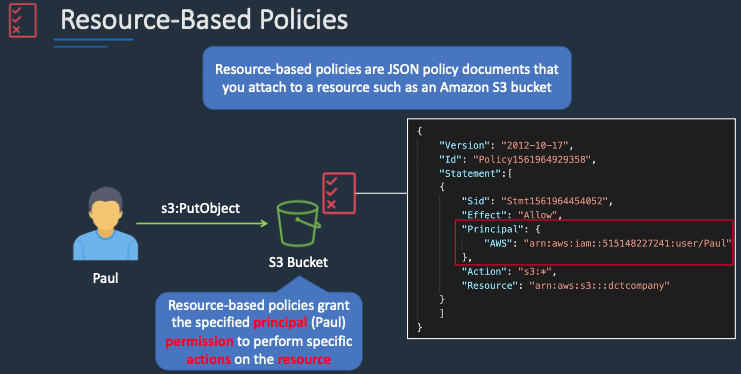 Resource-Based Policies
Resource-based policies are JSON policy documents that
you attach to a resource such as an Amazon S3 bucket
s3:PutObject
Paul
S3 Bucket
Resource-based policies grant
the specified principal (Paul)
permission to perform specific
actions on the resource
{
    "Version": "2012-10-17",
    "Id": "Policy1561964929358",
    "Statement":[
    {
        "Sid": "Stmt1561964454052",
        "Effect": "Allow",
        "Principal": {
            "AWS": "arn:aws:iam::515148227241:user/Paul"
        },
        "Action": "s3:*",
        "Resource": "arn:aws:s3:::dctcompany"
    }
    ]
}